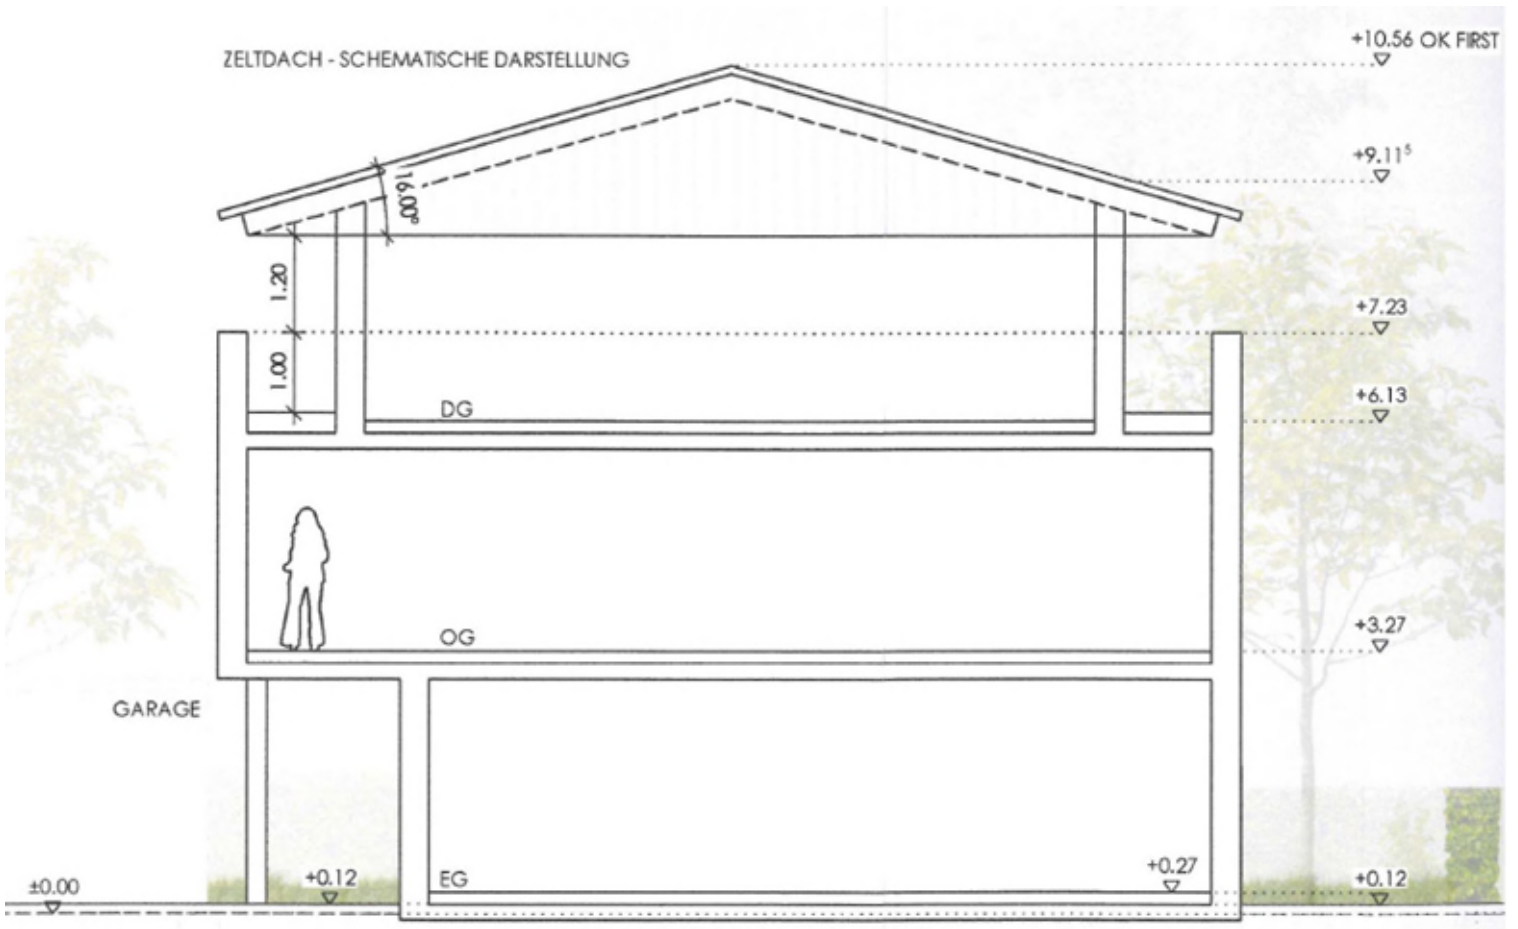 +10.56 OK FIRST
ZELTDACH - SCHEMATISCHE DARSTELLUNG
+9.11⁵
16.00°
1.20
+7.23
1.00
DG
+6.13
OG
+3.27
GARAGE
±0.00
+0.12
EG
+0.27
+0.12